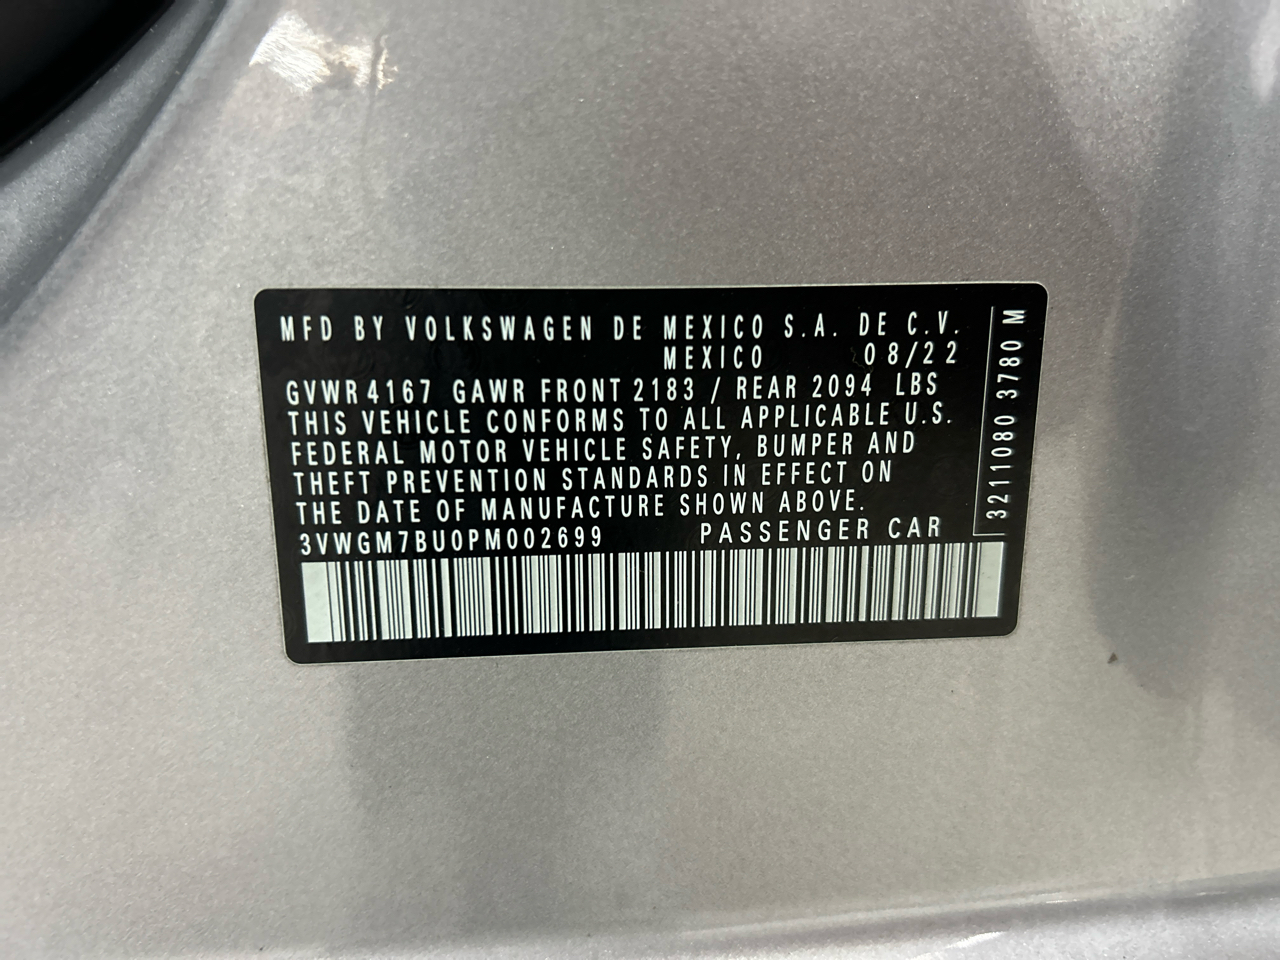 MFD BY VOLKSWAGEN DE MEXICO S.A. DE C.V.
MEXICO 08/22
GVWR 4167 GAWR FRONT 2183 / REAR 2094 LBS
THIS VEHICLE CONFORMS TO ALL APPLICABLE U.S.
FEDERAL MOTOR VEHICLE SAFETY, BUMPER AND
THEFT PREVENTION STANDARDS IN EFFECT ON
THE DATE OF MANUFACTURE SHOWN ABOVE.
3VWGM7BU0PM002699 PASSENGER CAR
3211080 3780 M